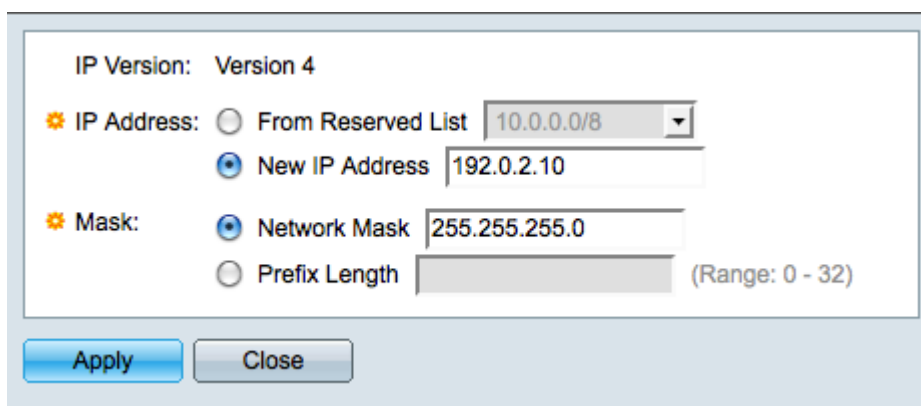 IP Version: Version 4
IP Address: From Reserved List 10.0.0.0/8
New IP Address 192.0.2.10
Mask: Network Mask 255.255.255.0
Prefix Length (Range: 0 - 32)
Apply Close